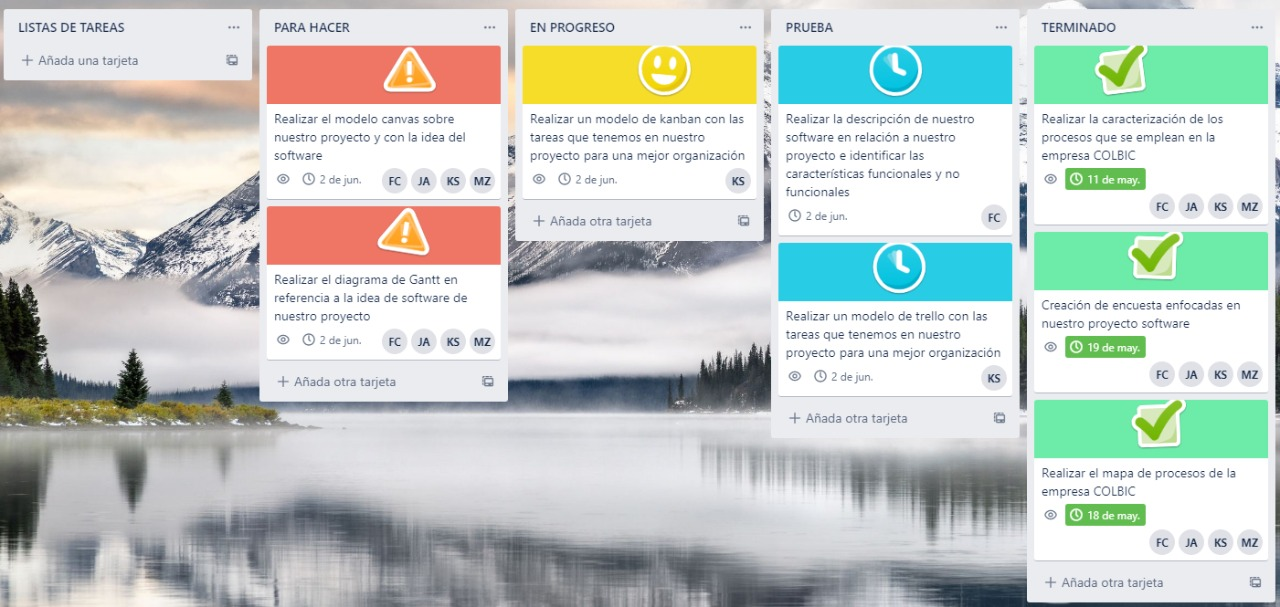 LISTAS DE TAREAS
Añada una tarjeta
PARA HACER
Realizar el modelo canvas sobre
nuestro proyecto y con la idea del
software
2 de jun.
FC JA KS MZ
Realizar el diagrama de Gantt en
referencia a la idea de software de
nuestro proyecto
2 de jun.
FC JA KS MZ
Añada otra tarjeta
EN PROGRESO
Realizar un modelo de kanban con las
tareas que tenemos en nuestro
proyecto para una mejor organización
2 de jun.
KS
Añada otra tarjeta
PRUEBA
Realizar la descripción de nuestro
software en relación a nuestro
proyecto e identificar las
características funcionales y no
funcionales
2 de jun.
FC
Realizar un modelo de trello con las
tareas que tenemos en nuestro
proyecto para una mejor organización
2 de jun.
KS
Añada otra tarjeta
TERMINADO
Realizar la caracterización de los
procesos que se emplean en la
empresa COLBIC
11 de may.
FC JA KS MZ
Creación de encuesta enfocadas en
nuestro proyecto software
19 de may.
FC JA KS MZ
Realizar el mapa de procesos de la
empresa COLBIC
18 de may.
FC JA KS MZ
Añada otra tarjeta